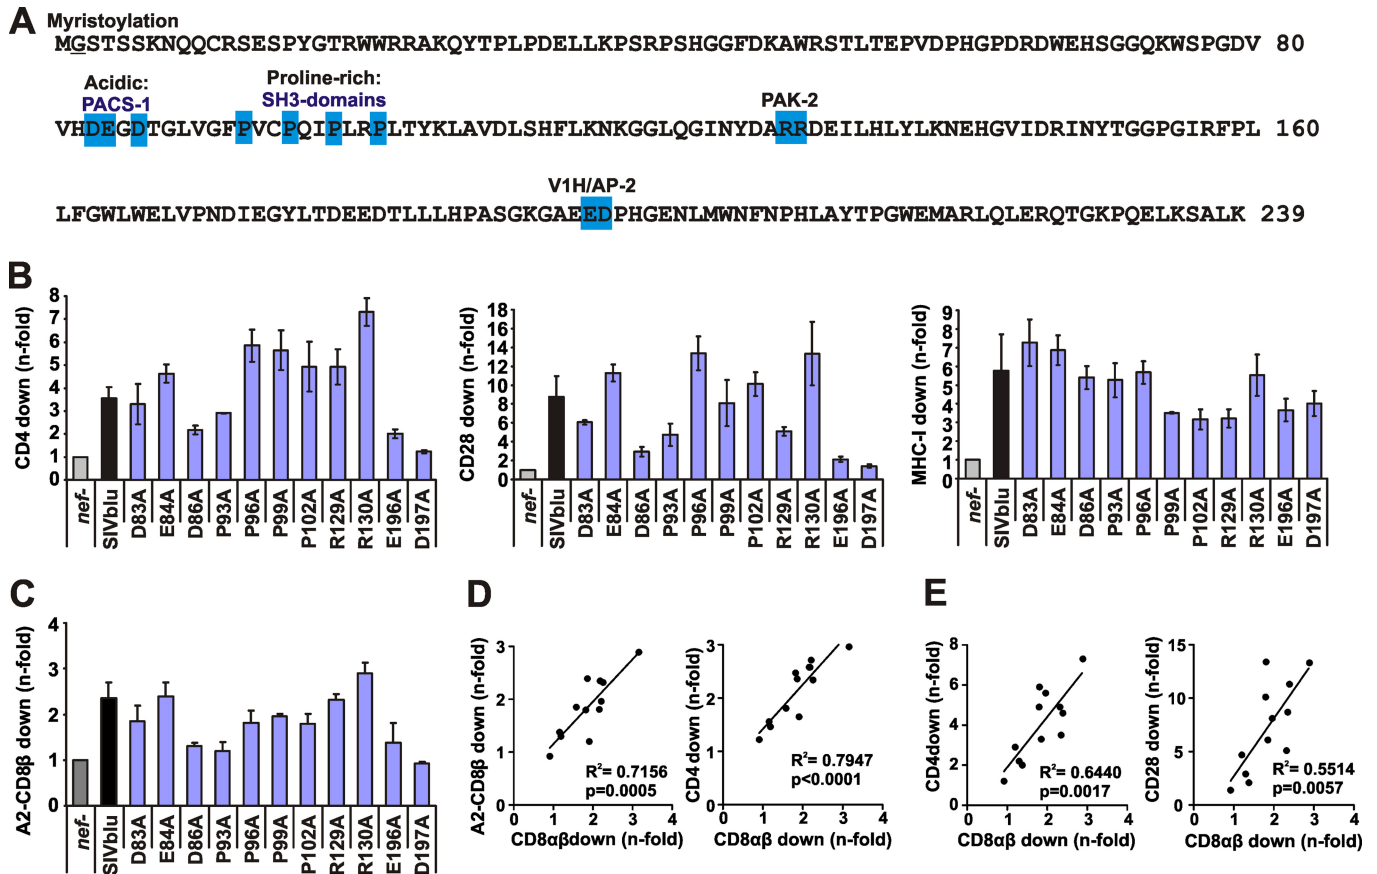 A
Myristoylation
MGSTSSKNQQCRSESPYGTRWWRRAKQYTPLPDELLKPSRPSHGGFDKAWRSTLTEPVDPHGPDRDWEHSGGQKWSPGDV 80
Acidic:
PACS-1
Proline-rich:
SH3-domains
PAK-2
VHDEGDTGLVGFPVCPQIPLRPLTYKLAVDLSHFLKNKGGLQGINYDARRDEILHLYLKNEHGVIDRINYTGGPGIRFPL 160
V1H/AP-2
LFGWLWELVPNDIEGYLTDEEDTLLLHPASGKGAEEDPHGENLMWNFNPHLAYTPGWEMARLQLERQTGKPQELKSALK 239
B
CD4 down (n-fold)
8
7
6
5
4
3
2
1
0
nef-
SIVblu
D83A
E84A
D86A
P93A
P96A
P99A
P102A
R129A
R130A
E196A
D197A
CD28 down (n-fold)
18
16
14
12
10
8
6
4
2
0
nef-
SIVblu
D83A
E84A
D86A
P93A
P96A
P99A
P102A
R129A
R130A
E196A
D197A
MHC-I down (n-fold)
9
8
7
6
5
4
3
2
1
0
nef-
SIVblu
D83A
E84A
D86A
P93A
P96A
P99A
P102A
R129A
R130A
E196A
D197A
C
A2-CD8β down (n-fold)
4
3
2
1
0
nef-
SIVblu
D83A
E84A
D86A
P93A
P96A
P99A
P102A
R129A
R130A
E196A
D197A
D
A2-CD8β down (n-fold)
3
2
1
0
R²= 0.7156
p=0.0005
0 1 2 3 4
CD8αβdown (n-fold)
CD4 down (n-fold)
3
2
1
0
R²= 0.7947
p<0.0001
0 1 2 3 4
CD8αβ down (n-fold)
E
CD4down (n-fold)
8
6
4
2
0
R²= 0.6440
p=0.0017
0 1 2 3 4
CD8αβ down (n-fold)
CD28 down (n-fold)
15
10
5
0
R²= 0.5514
p=0.0057
0 1 2 3 4
CD8αβ down (n-fold)